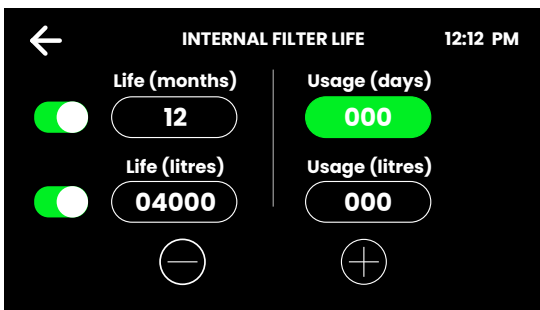 INTERNAL FILTER LIFE 12:12 PM
Life (months) Usage (days)
12 000
Life (litres) Usage (litres)
04000 000